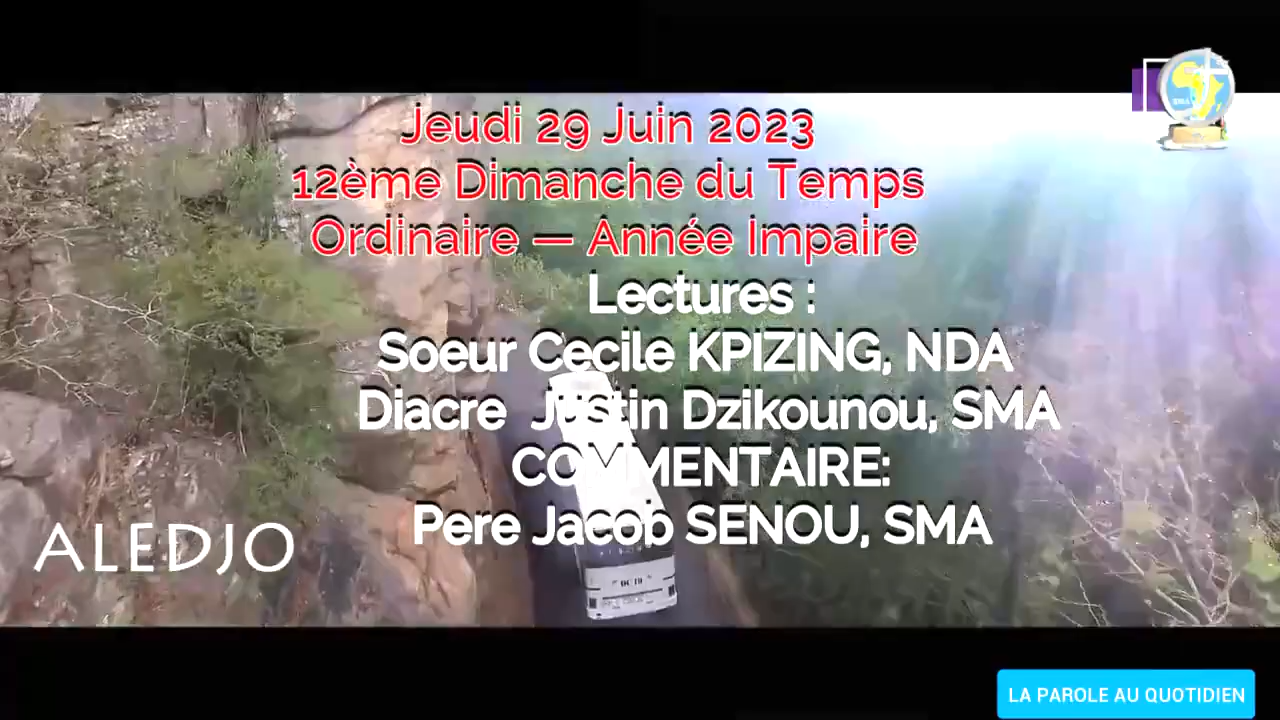 Jeudi 29 Juin 2023
12ème Dimanche du Temps
Ordinaire — Année Impaire
Lectures :
Soeur Cecile KPIZING, NDA
Diacre Justin Dzikounou, SMA
COMMENTAIRE:
Pere Jacob SENOU, SMA
ALEDJO
LA PAROLE AU QUOTIDIEN